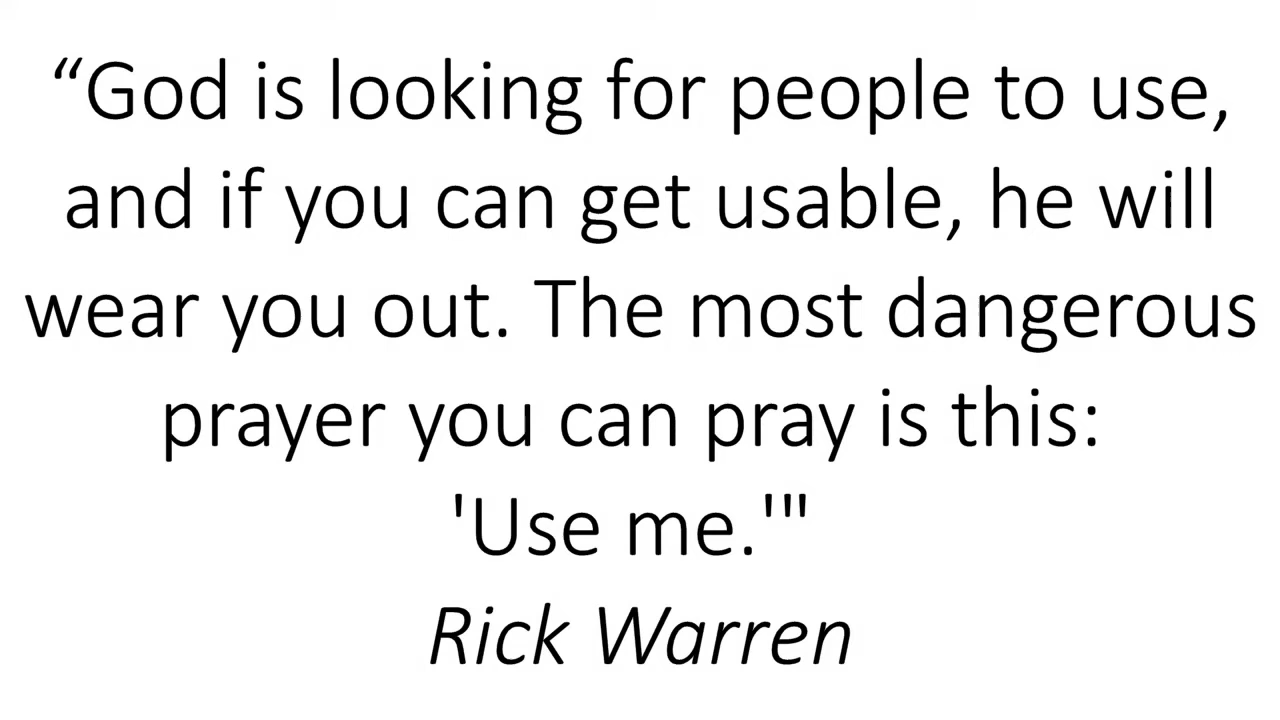 “God is looking for people to use,
and if you can get usable, he will
wear you out. The most dangerous
prayer you can pray is this:
'Use me.'"
Rick Warren